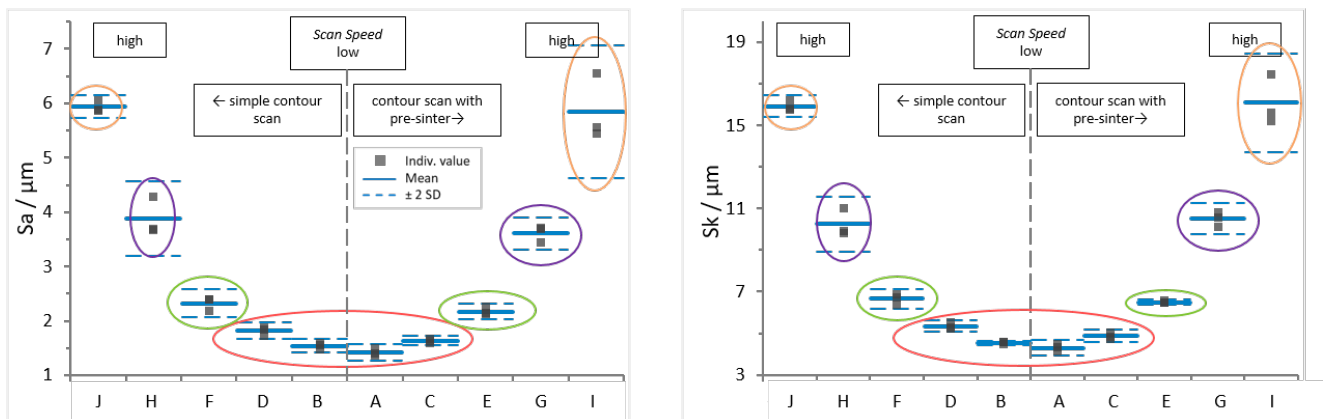 Sa / µm
7
6
5
4
3
2
1
high
Scan Speed
low
high
← simple contour
scan
contour scan with
pre-sinter→
Indiv. value
Mean
± 2 SD
J H F D B A C E G I
Sk / µm
19
15
11
7
3
high
Scan Speed
low
high
← simple contour
scan
contour scan with
pre-sinter→
J H F D B A C E G I